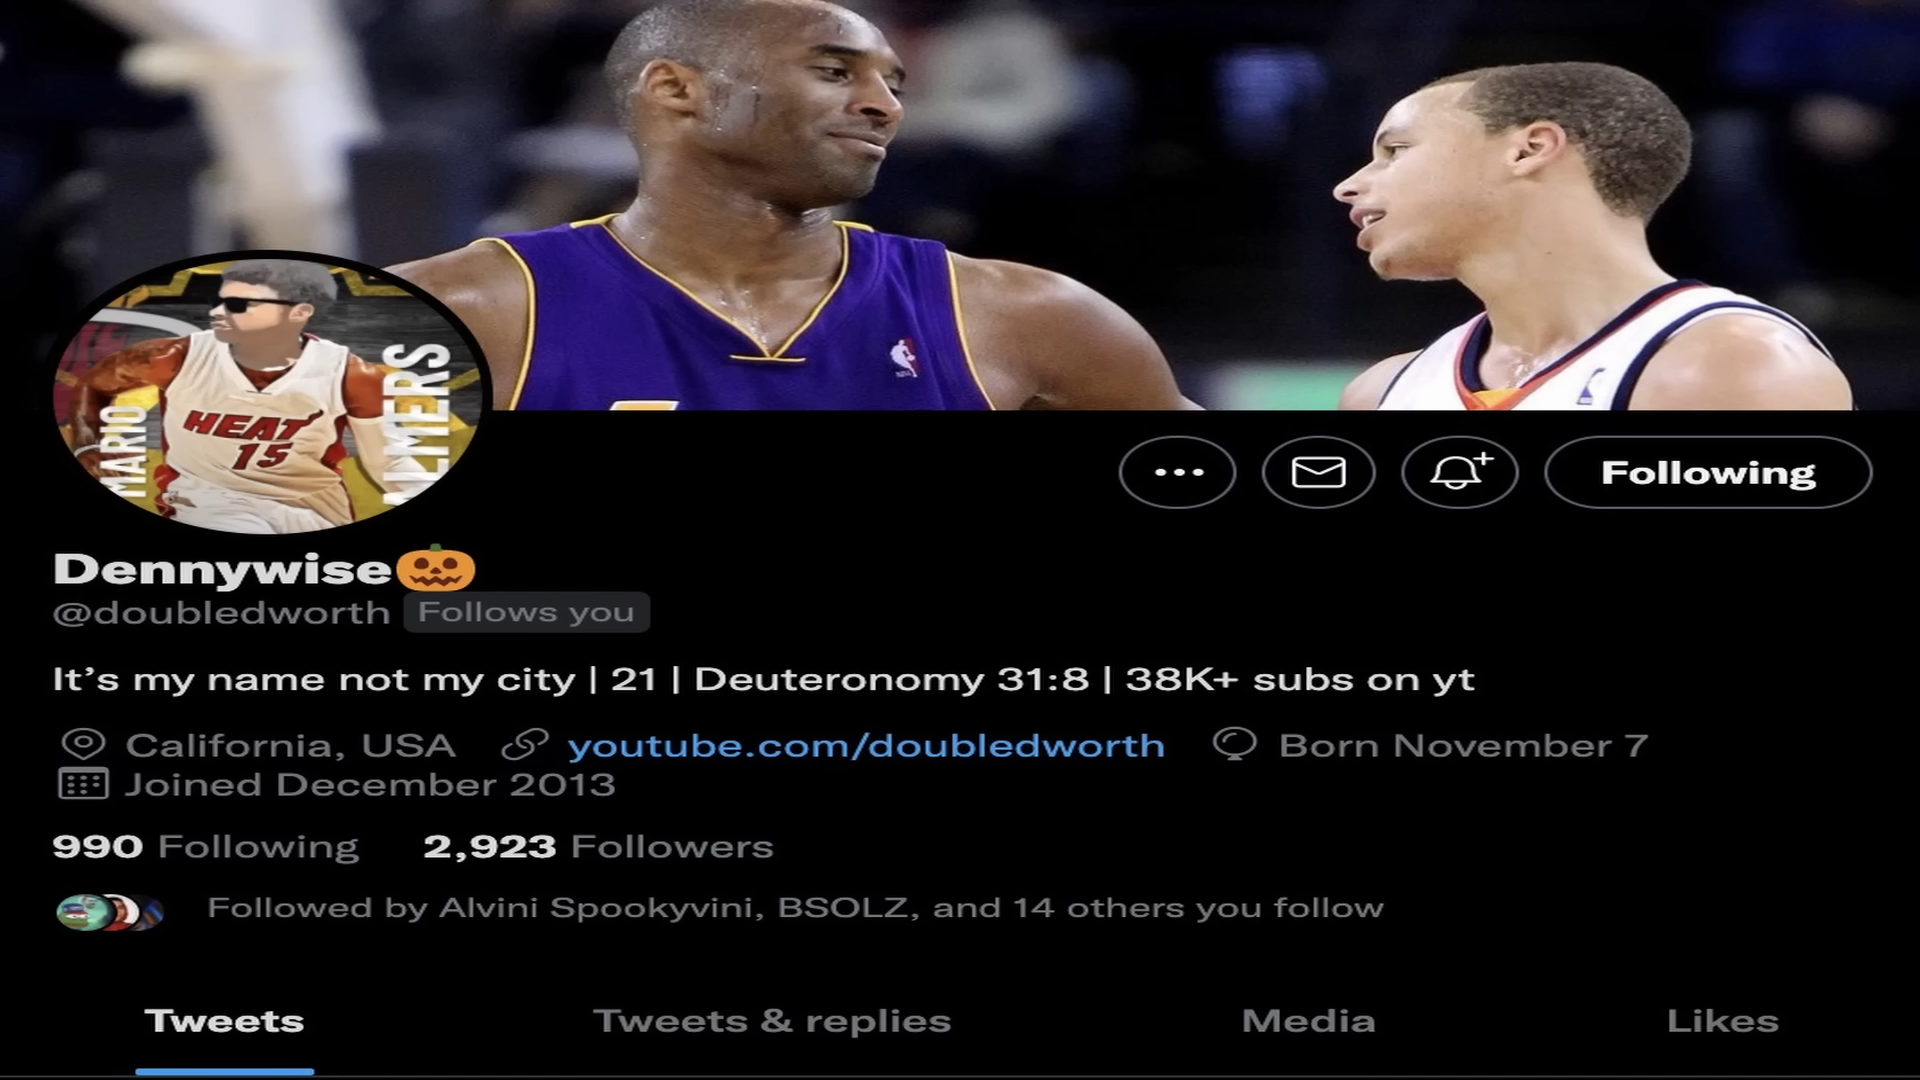 HEAT
15
MARIO
Following
Dennywise
@doubledworth Follows you
It’s my name not my city | 21 | Deuteronomy 31:8 | 38K+ subs on yt
California, USA youtube.com/doubledworth Born November 7
Joined December 2013
990 Following 2,923 Followers
Followed by Alvini Spookyvini, BSOLZ, and 14 others you follow
Tweets Tweets & replies Media Likes